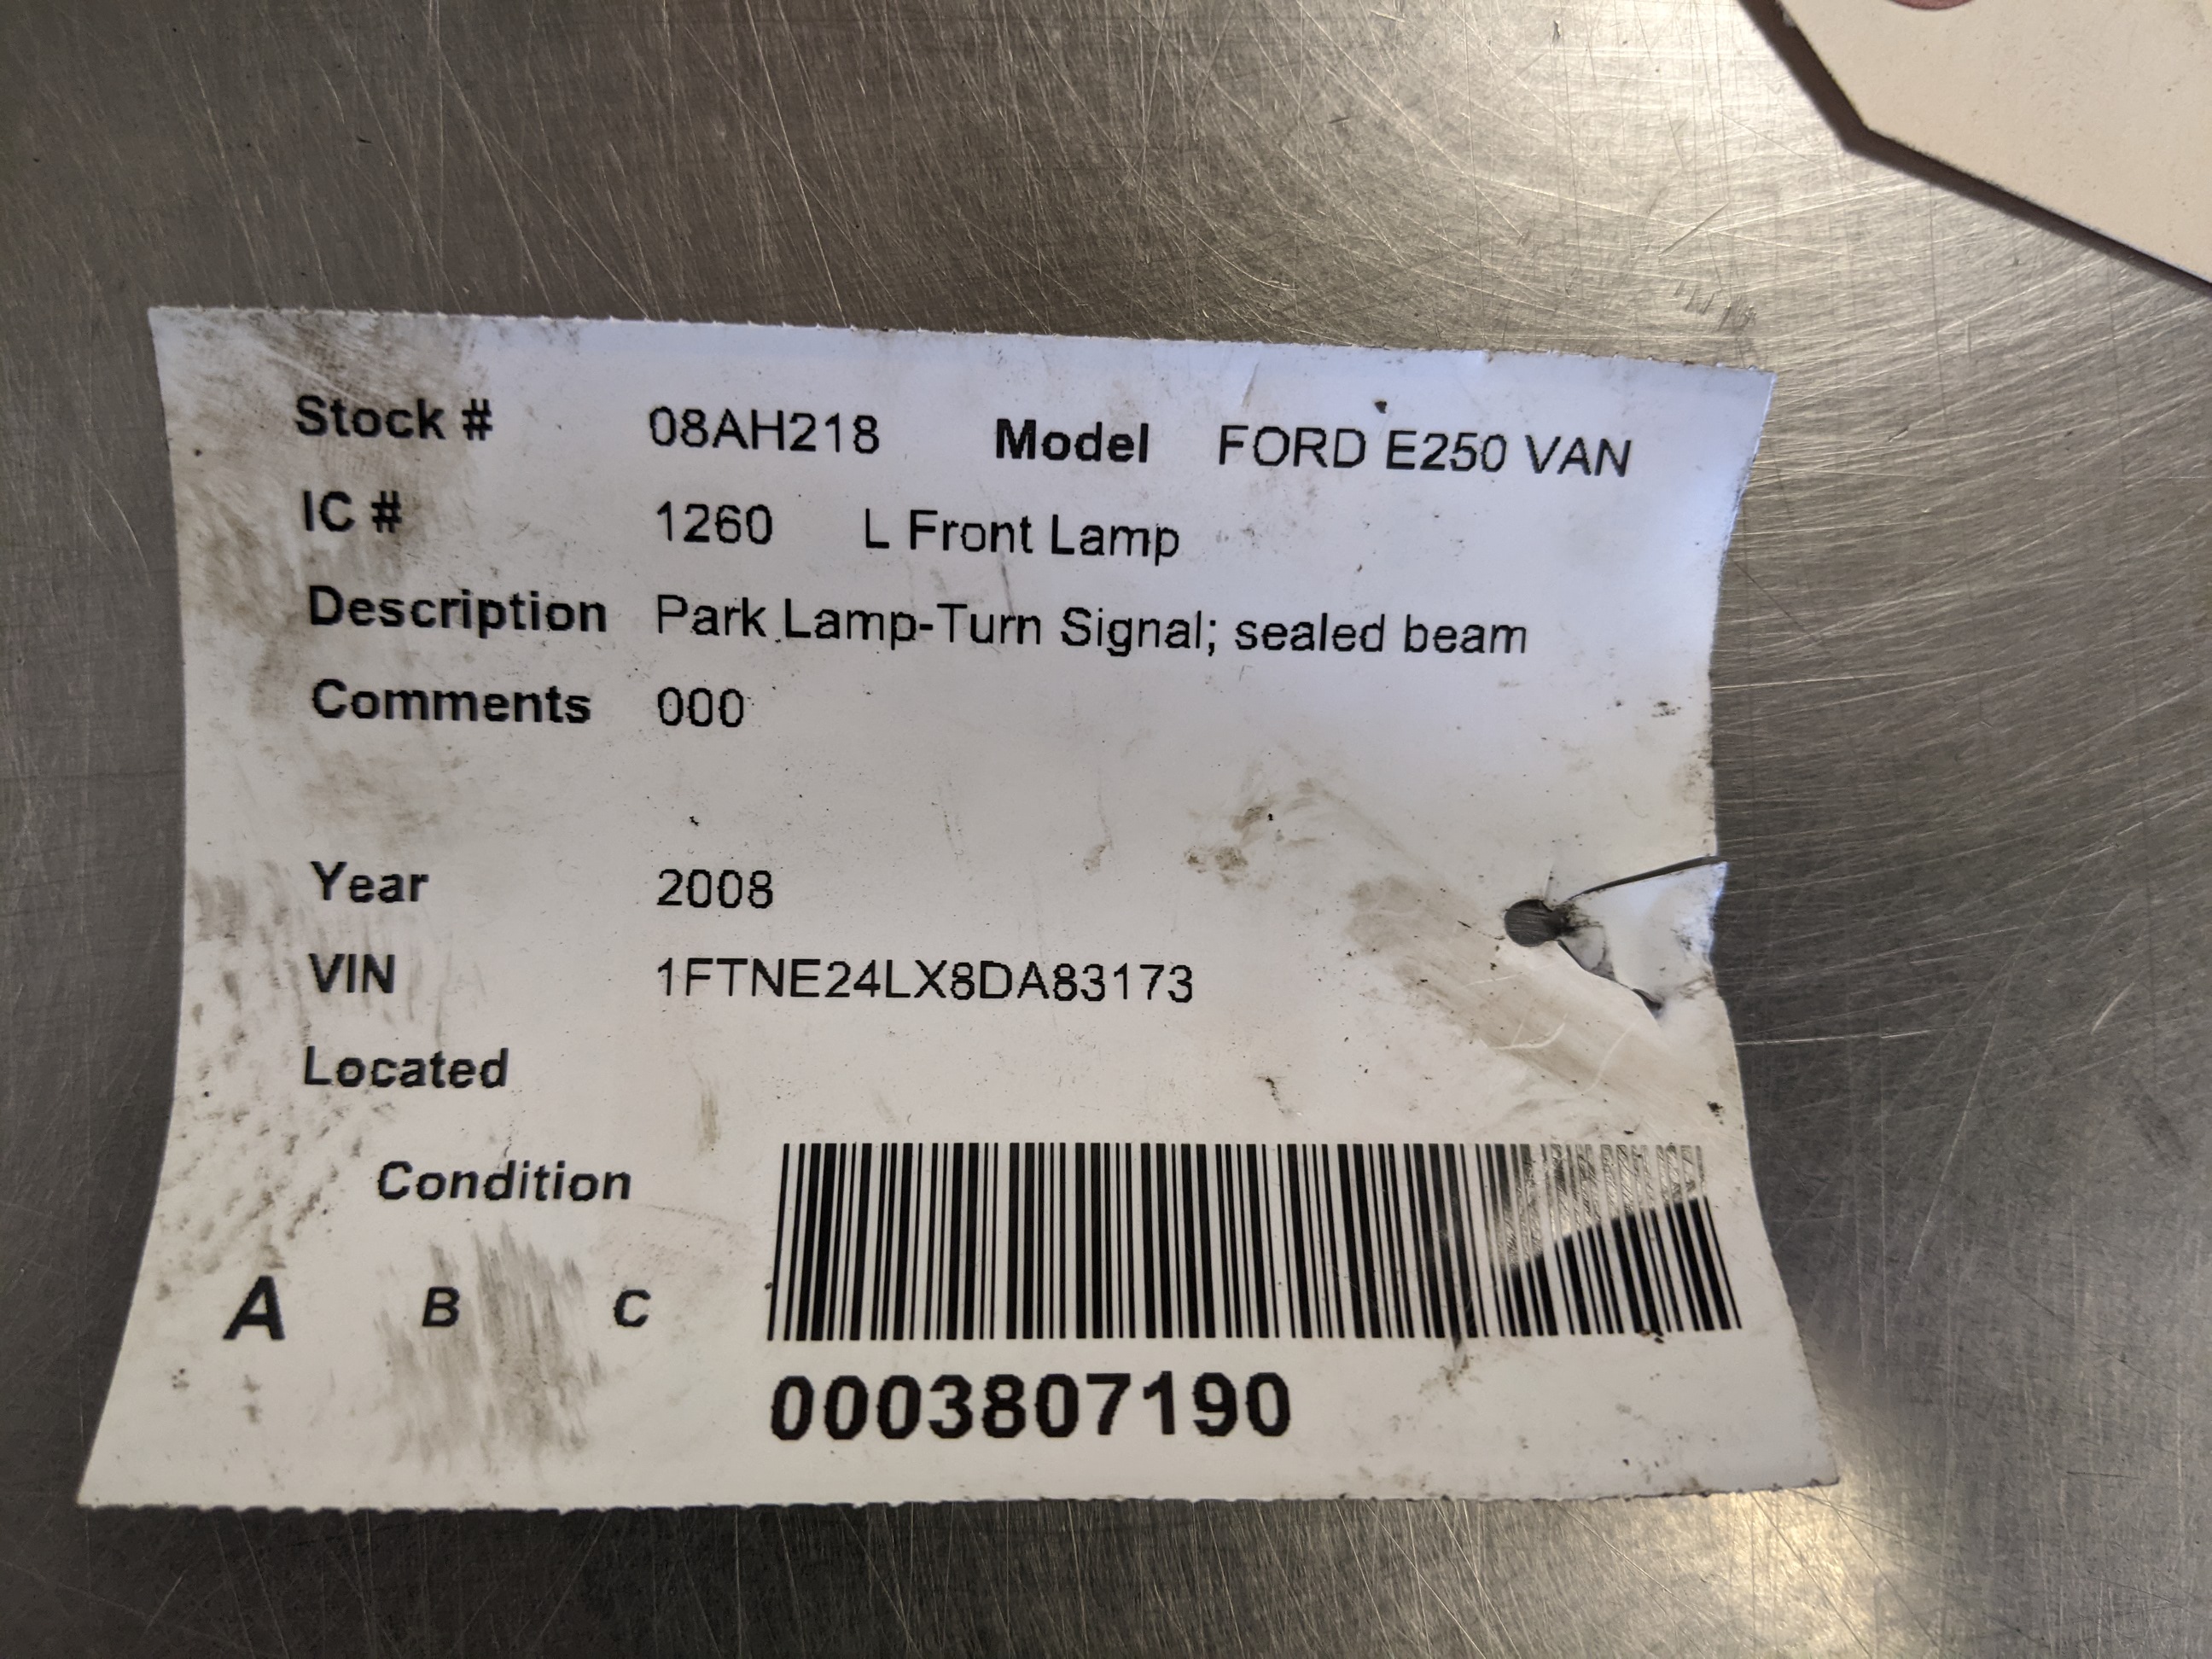 Stock # 08AH218 Model FORD E250 VAN
IC # 1260 L Front Lamp
Description Park Lamp-Turn Signal; sealed beam
Comments 000
Year 2008
VIN 1FTNE24LX8DA83173
Located
Condition
A B C
0003807190